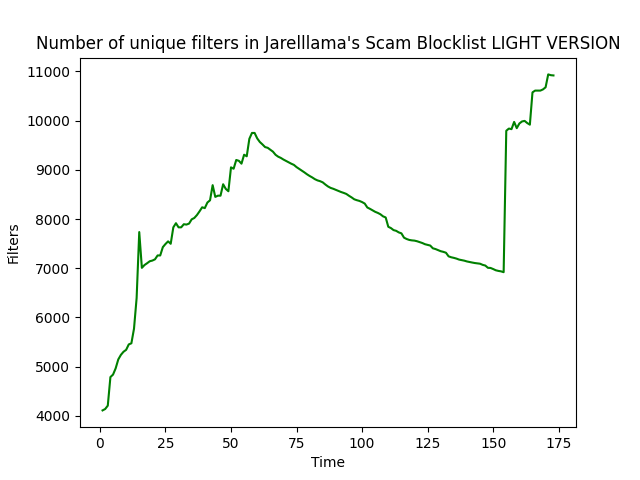 Number of unique filters in Jarelllama's Scam Blocklist LIGHT VERSION
11000
10000
9000
8000
7000
6000
5000
4000
Filters
0 25 50 75 100 125 150 175
Time